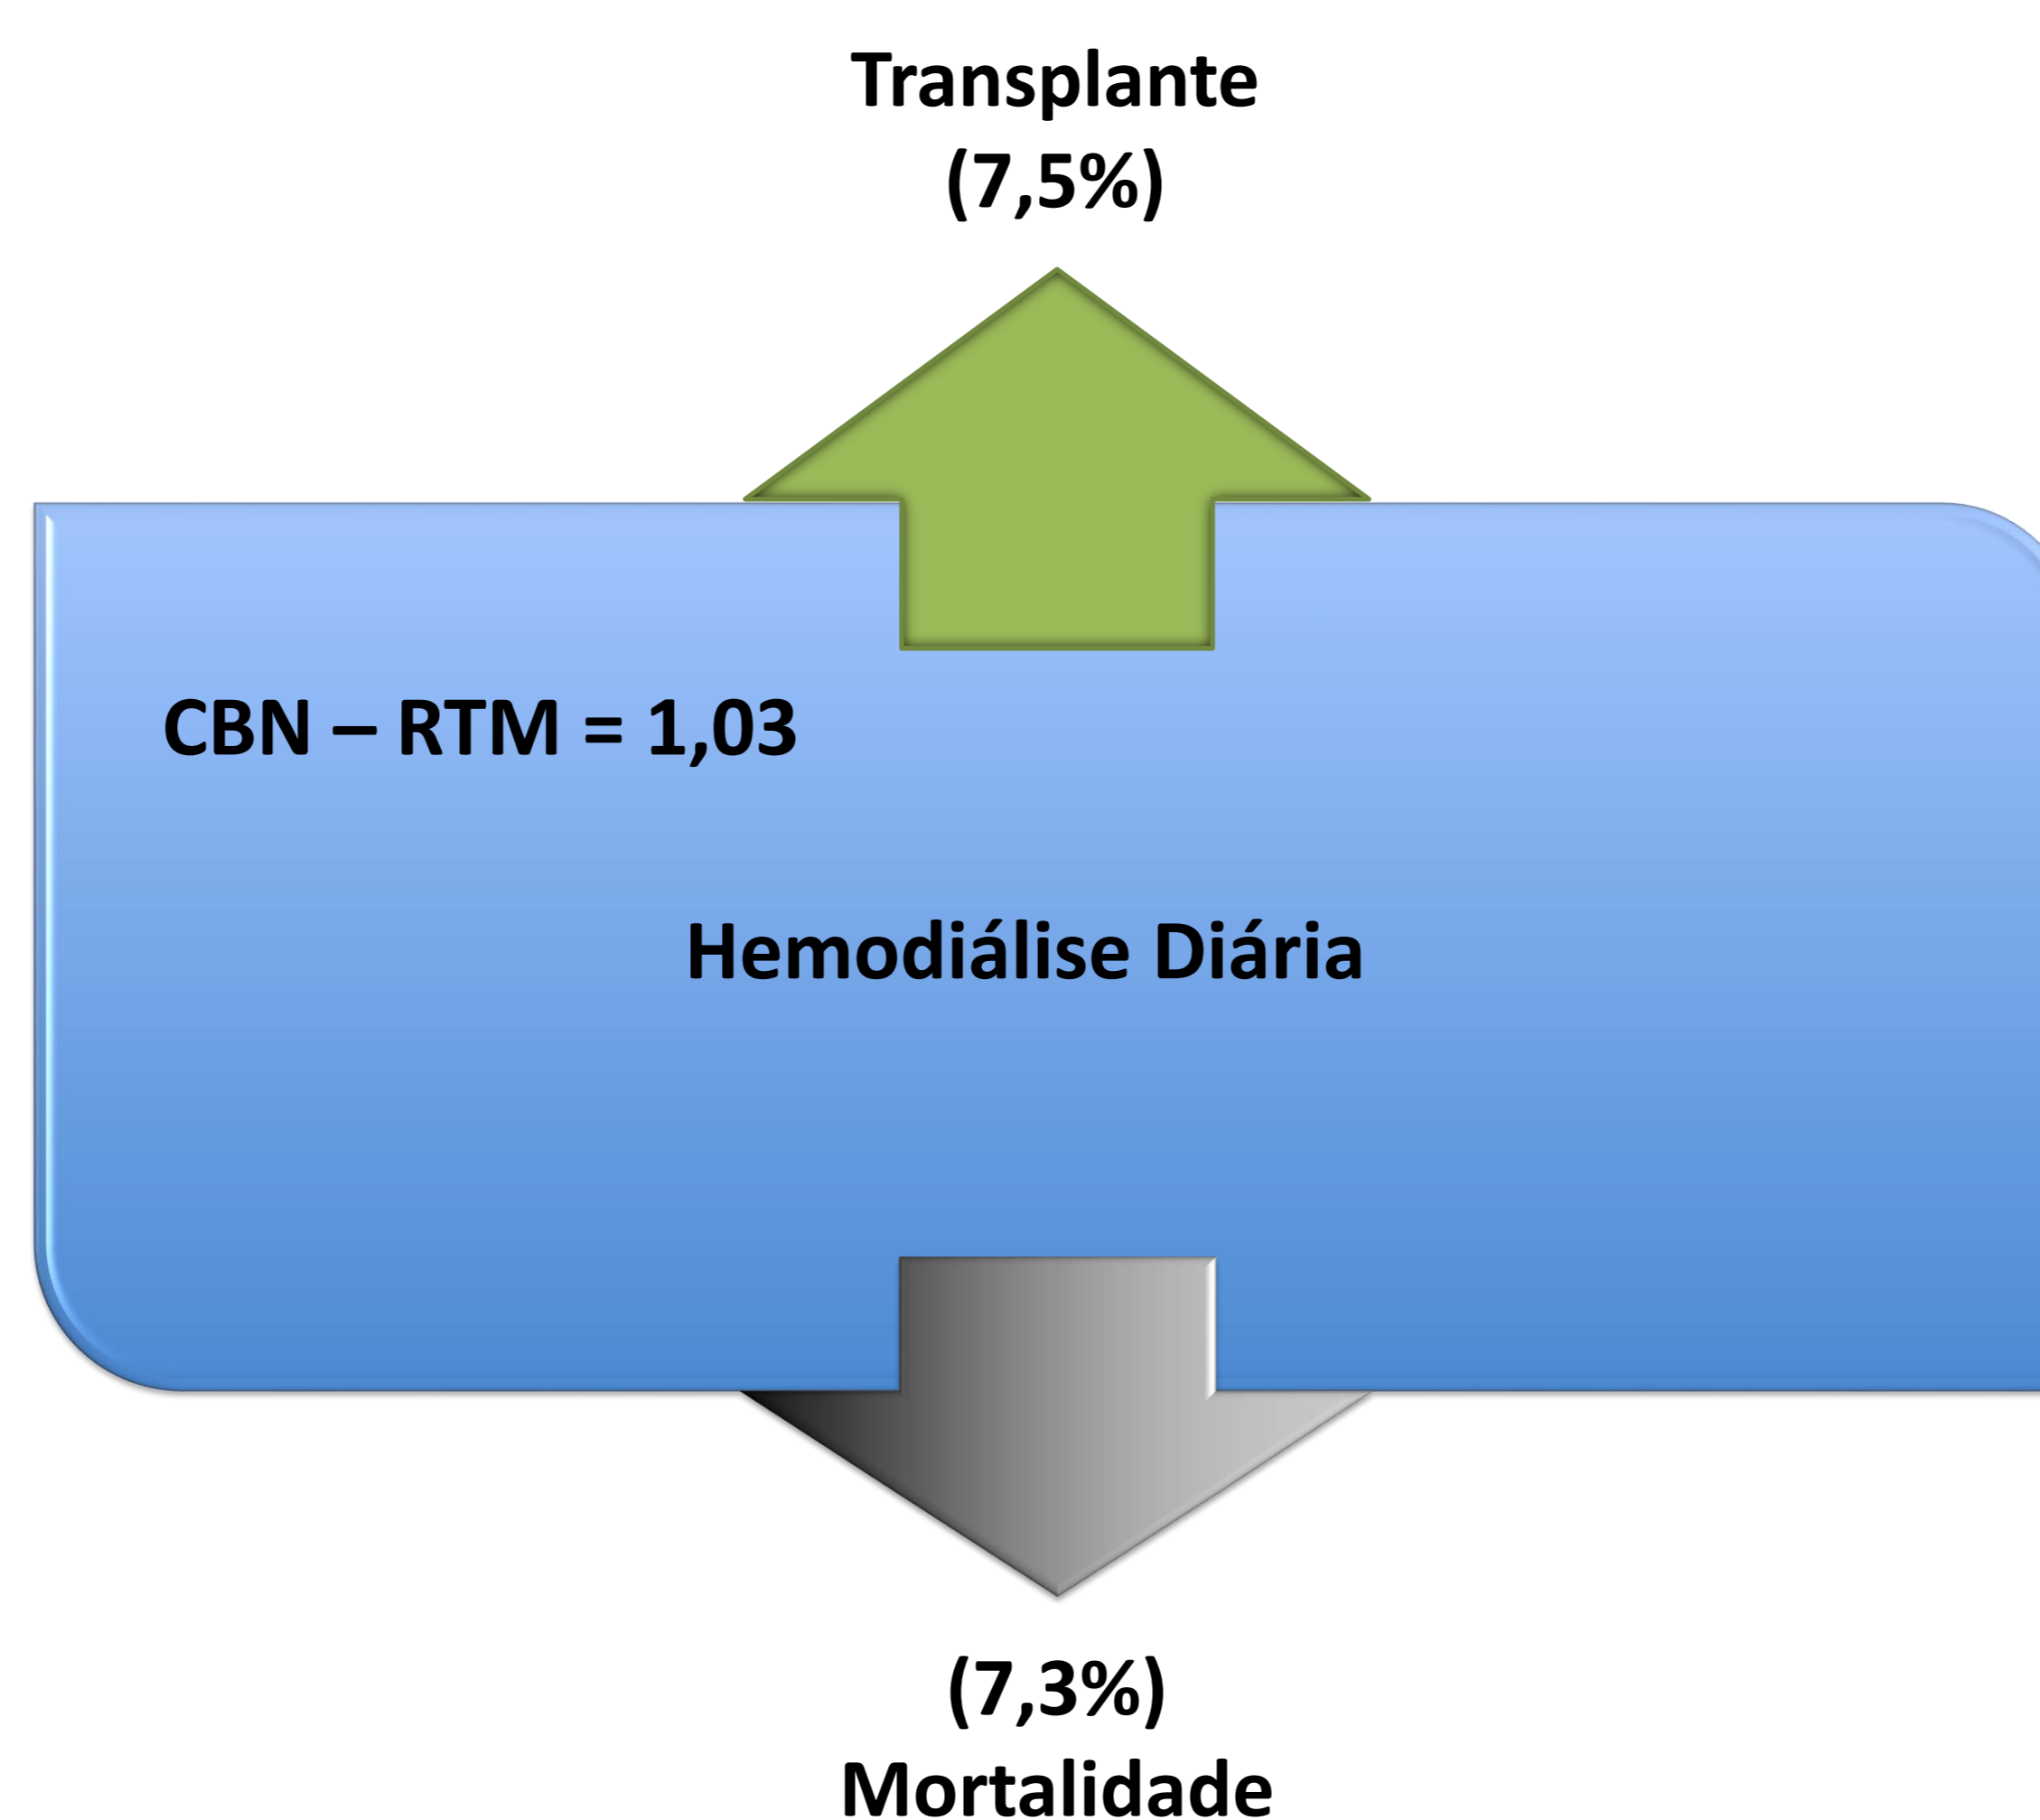 Transplante
(7,5%)
CBN – RTM = 1,03
Hemodiálise Diária
(7,3%)
Mortalidade